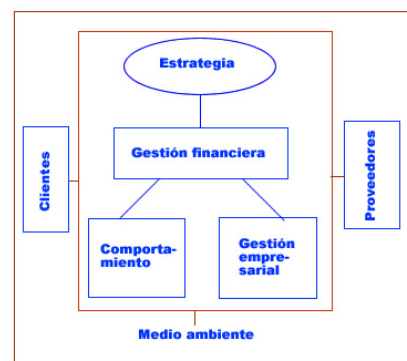 Estrategia
Gestión financiera
Clientes
Proveedores
Comporta-
miento
Gestión
empre-
sarial
Medio ambiente